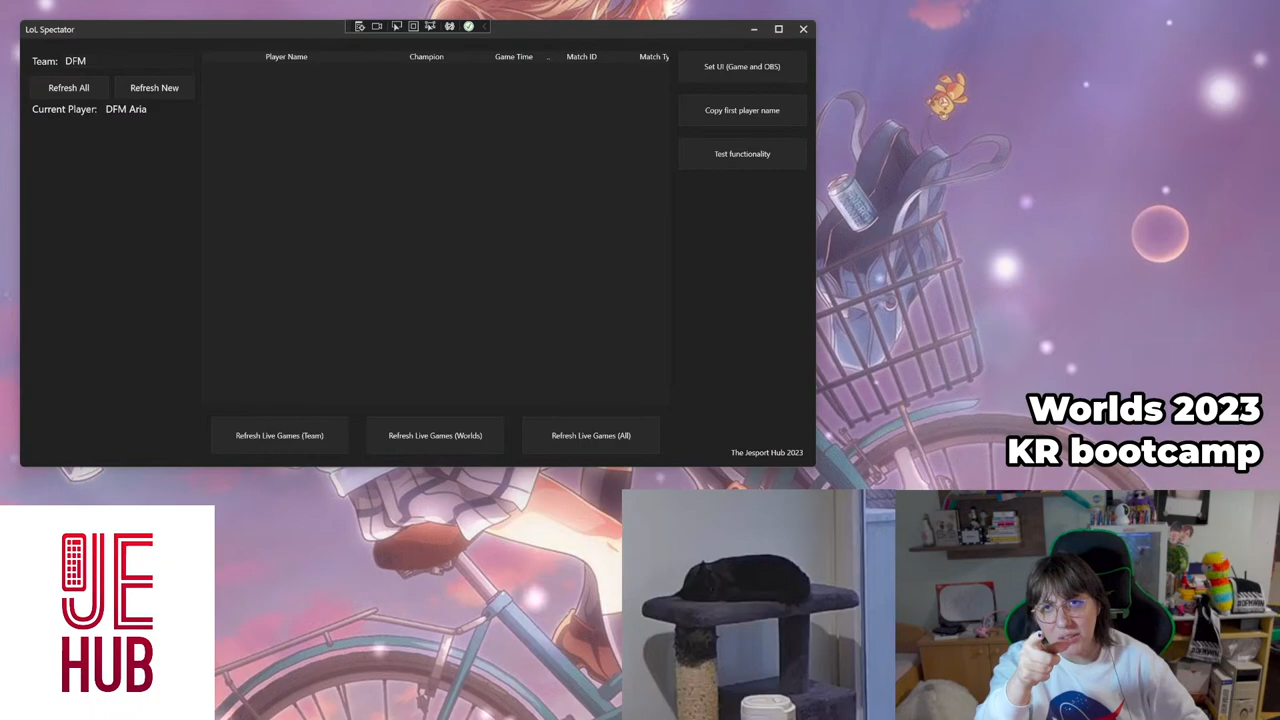 LoL Spectator
Team: DFM
Refresh All
Refresh New
Current Player: DFM Aria
Player Name
Champion
Game Time
..
Match ID
Match Ty
Set UI (Game and OBS)
Copy first player name
Test functionality
Refresh Live Games (Team)
Refresh Live Games (Worlds)
Refresh Live Games (All)
The Jesport Hub 2023
Worlds 2023
KR bootcamp
JE
HUB